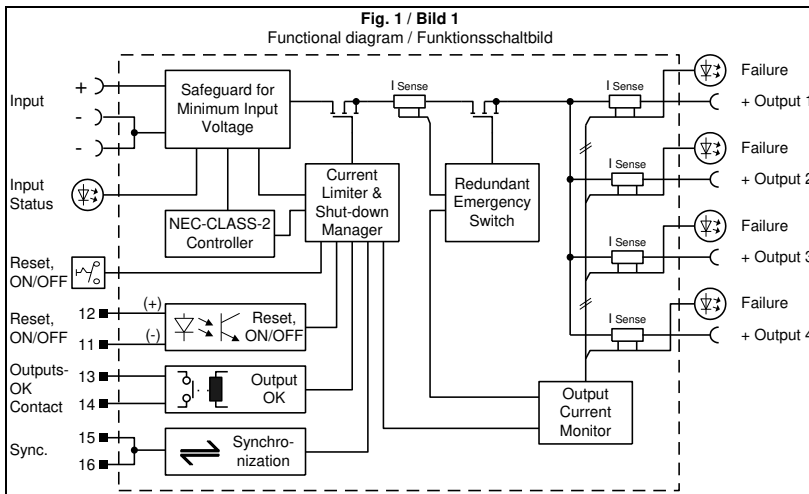 Fig. 1 / Bild 1
Functional diagram / Funktionsschaltbild
Input
+
-
-
Safeguard for
Minimum Input
Voltage
I Sense
I Sense
Failure
+ Output 1
Failure
I Sense
+ Output 2
Failure
I Sense
+ Output 3
Failure
I Sense
+ Output 4
Input
Status
NEC-CLASS-2
Controller
Current
Limiter &
Shut-down
Manager
Redundant
Emergency
Switch
Reset,
ON/OFF
Reset,
ON/OFF
12
(+)
11
(-)
Reset,
ON/OFF
Outputs-
OK
Contact
13
14
Output
OK
Output
Current
Monitor
Sync.
15
16
Synchro-
nization